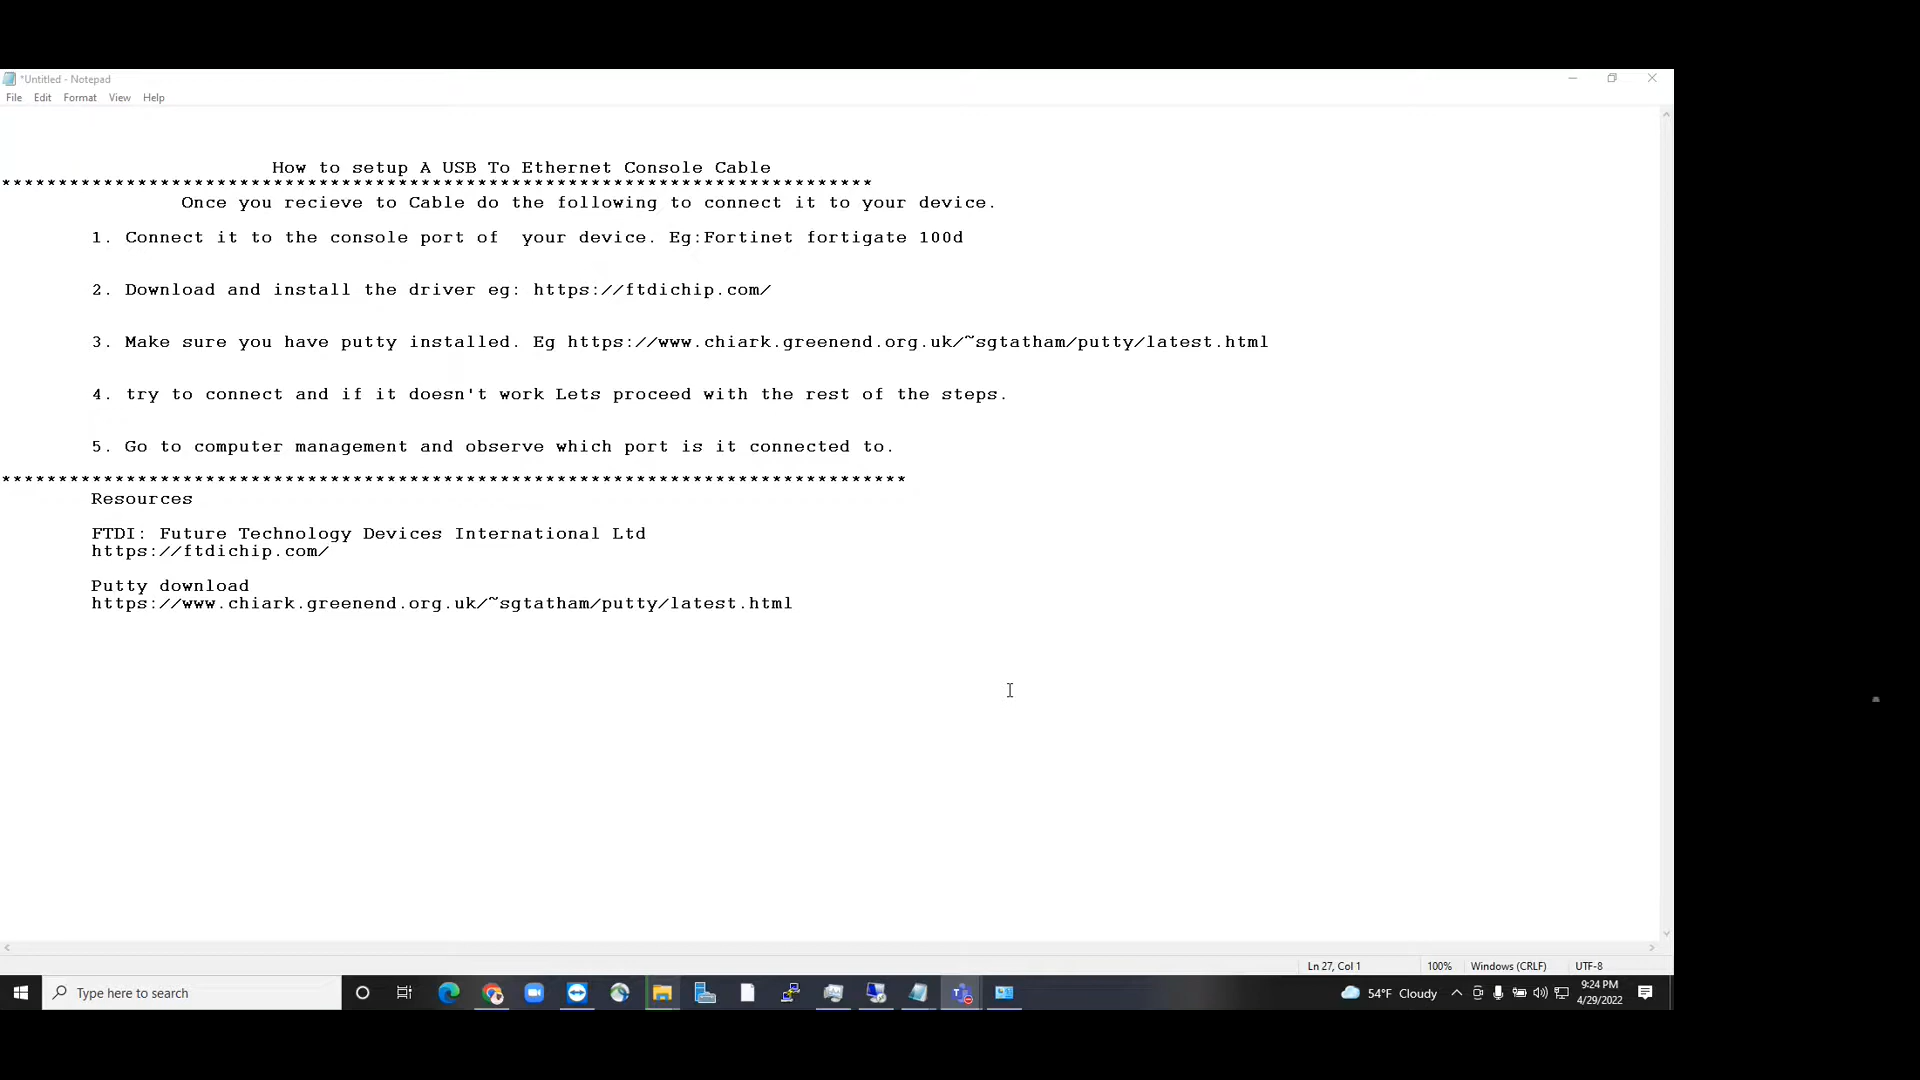 *Untitled - Notepad
File Edit Format View Help
How to setup A USB To Ethernet Console Cable
*****************************************************************************
Once you recieve to Cable do the following to connect it to your device.
1. Connect it to the console port of  your device. Eg:Fortinet fortigate 100d
2. Download and install the driver eg: https://ftdichip.com/
3. Make sure you have putty installed. Eg https://www.chiark.greenend.org.uk/~sgtatham/putty/latest.html
4. try to connect and if it doesn't work Lets proceed with the rest of the steps.
5. Go to computer management and observe which port is it connected to.
********************************************************************************
Resources
FTDI: Future Technology Devices International Ltd
https://ftdichip.com/
Putty download
https://www.chiark.greenend.org.uk/~sgtatham/putty/latest.html
Ln 27, Col 1 100% Windows (CRLF) UTF-8
Type here to search
54°F Cloudy
9:24 PM
4/29/2022